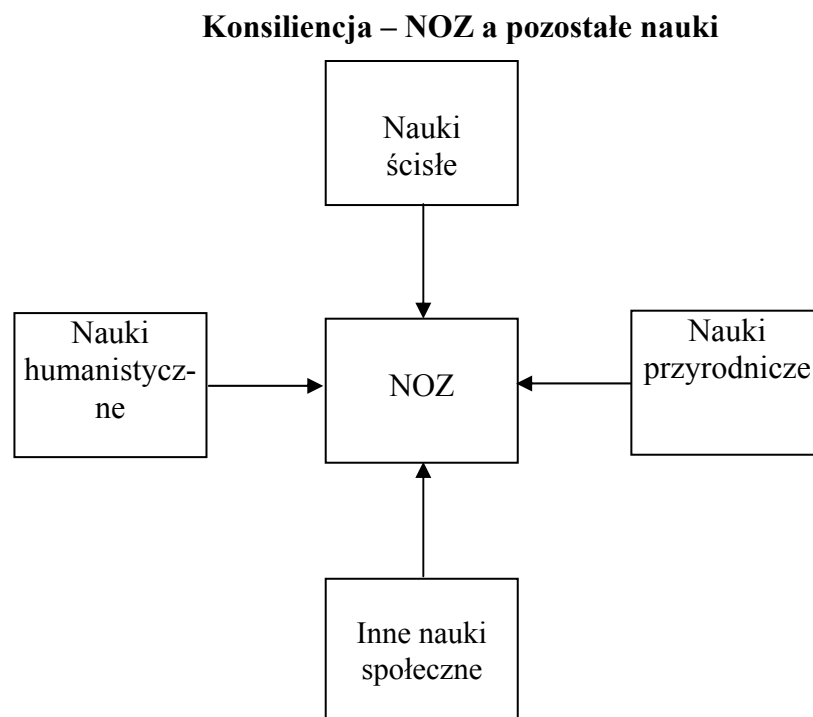 Konsiliencja – NOZ a pozostałe nauki
Nauki
ścisłe
Nauki
humanistycz-
ne
NOZ
Nauki
przyrodnicze
Inne nauki
społeczne